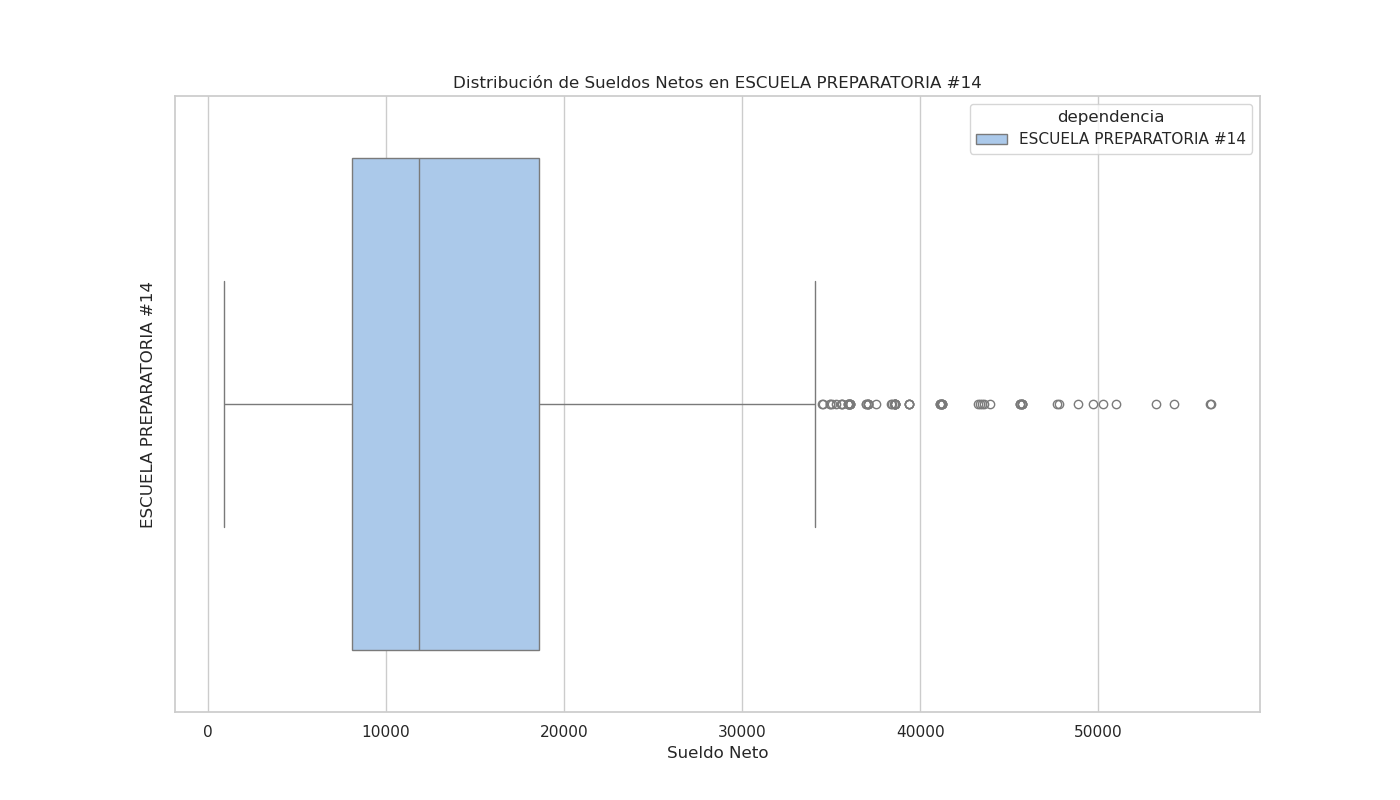 Distribución de Sueldos Netos en ESCUELA PREPARATORIA #14
dependencia
ESCUELA PREPARATORIA #14
ESCUELA PREPARATORIA #14
0 10000 20000 30000 40000 50000
Sueldo Neto